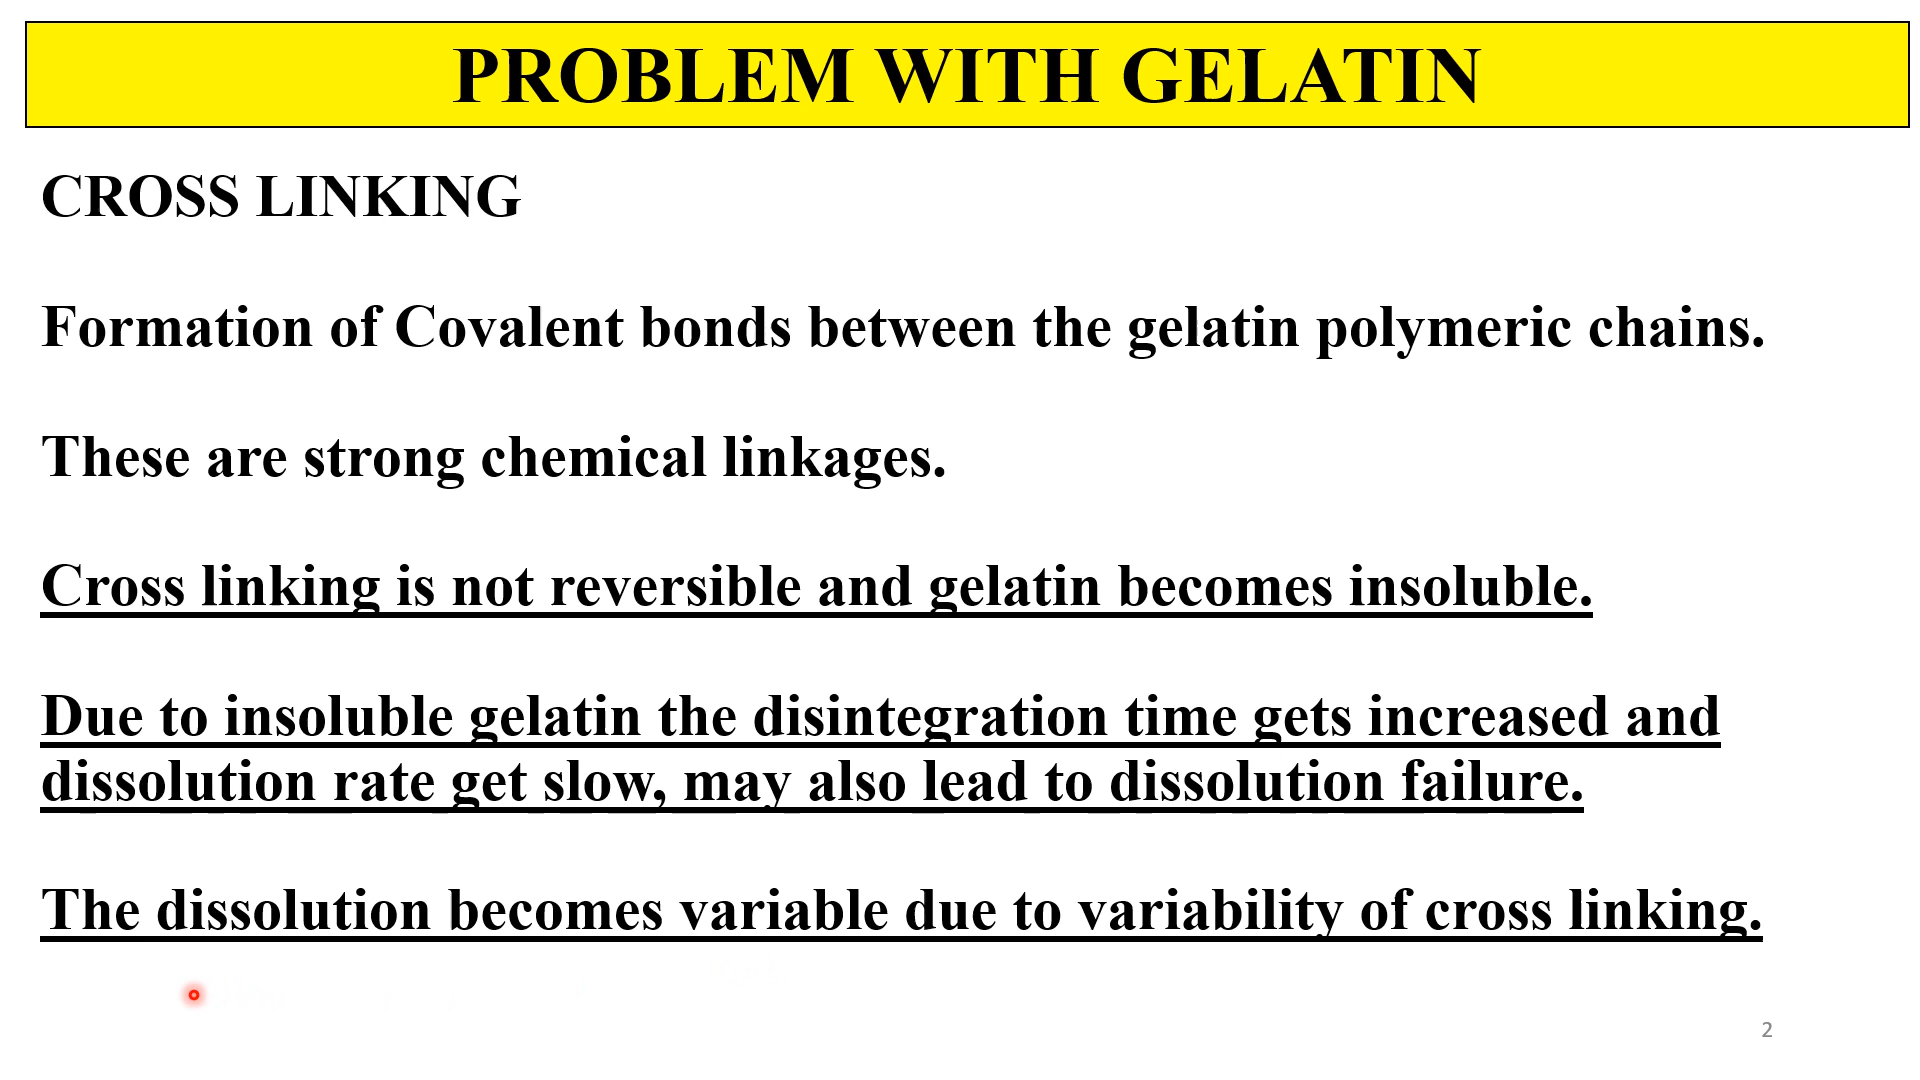 PROBLEM WITH GELATIN
CROSS LINKING
Formation of Covalent bonds between the gelatin polymeric chains.
These are strong chemical linkages.
Cross linking is not reversible and gelatin becomes insoluble.
Due to insoluble gelatin the disintegration time gets increased and
dissolution rate get slow, may also lead to dissolution failure.
The dissolution becomes variable due to variability of cross linking.
2